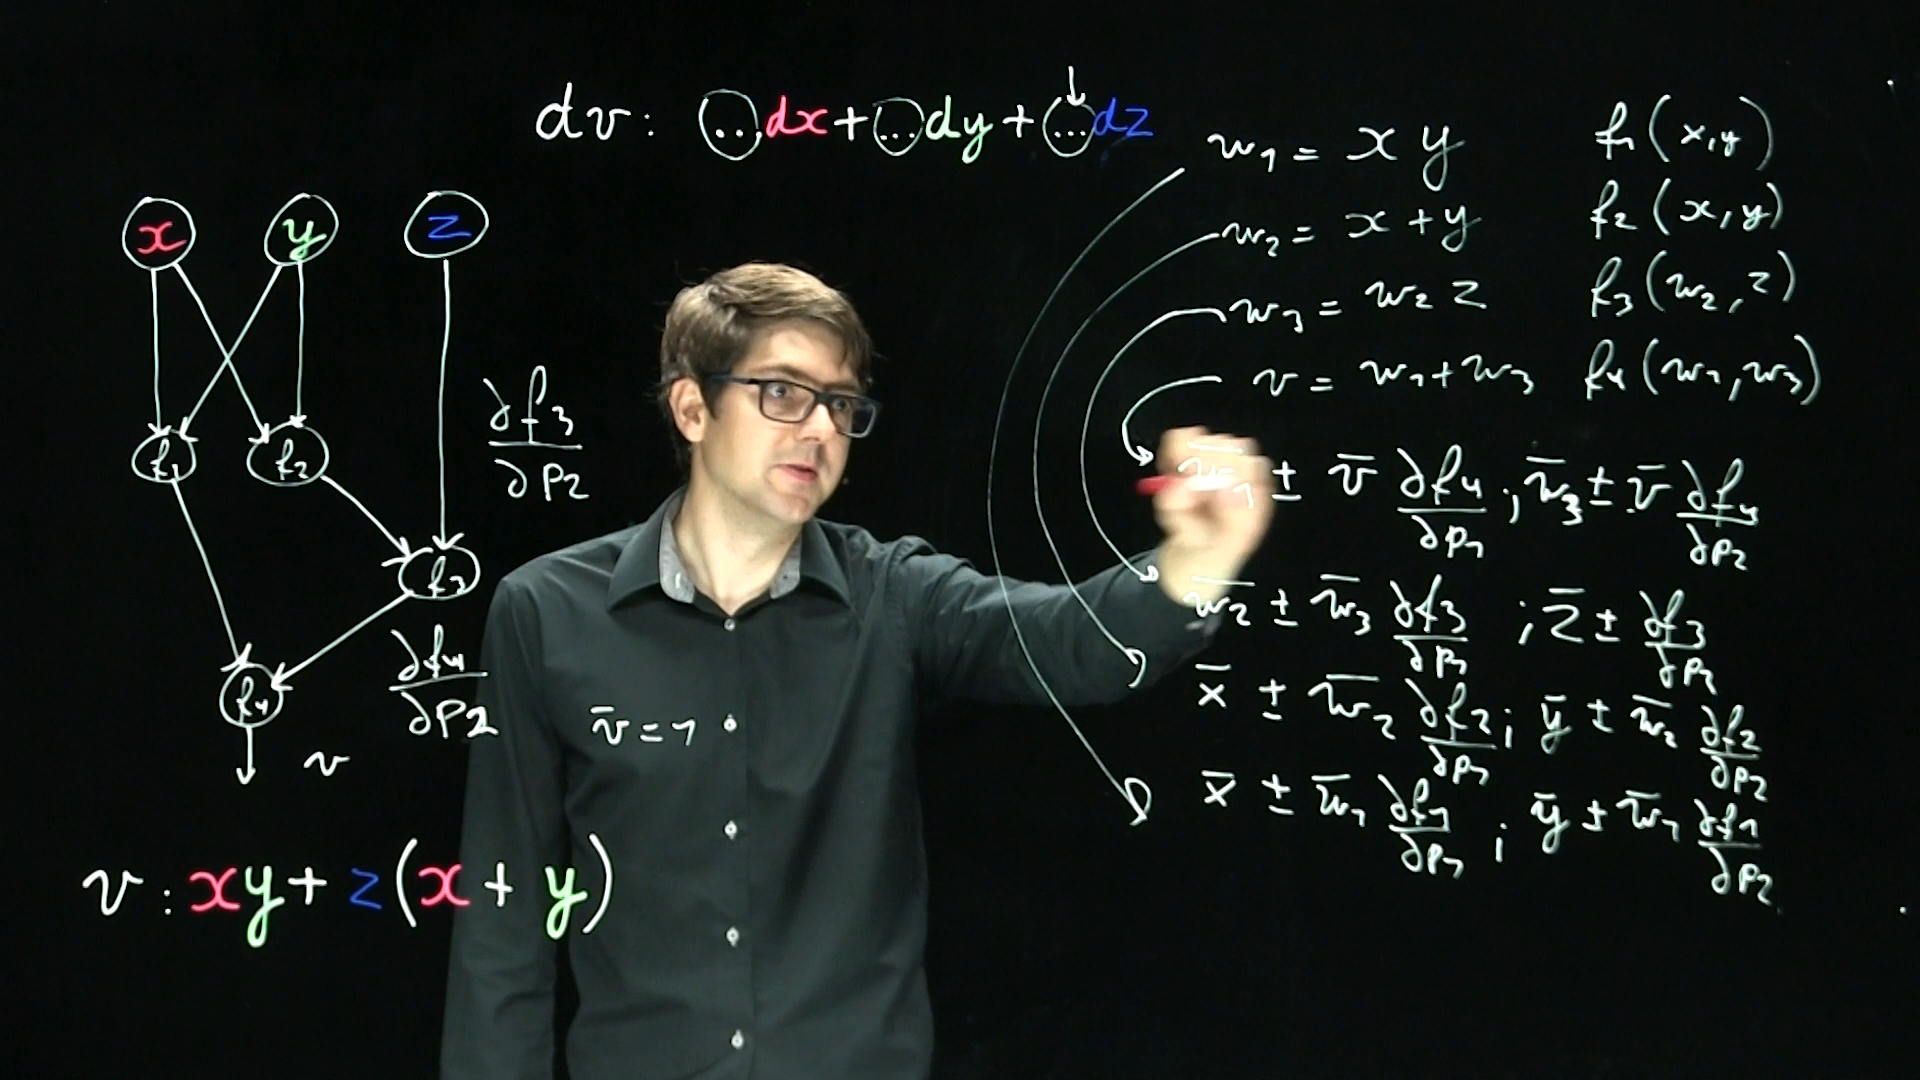 dv: ...dx + ...dy + ...dz
x y z
f1 f2
∂f3/∂p2
f3
∂f4/∂p2
f4
v
v̄ = 1
v: xy + z(x + y)
w1 = x y f1(x,y)
w2 = x + y f2(x,y)
w3 = w2 z f3(w2,z)
v = w1 + w3 f4(w1,w3)
± v̄ ∂f4/∂p1 ; w̄3 ± v̄ ∂f4/∂p2
w̄2 ± w̄3 ∂f3/∂p1 ; z̄ ± ∂f3/∂p2
x̄ ± w̄2 ∂f2/∂p1 ; ȳ ± w̄2 ∂f2/∂p2
x̄ ± w̄1 ∂f1/∂p1 ; ȳ ± w̄1 ∂f1/∂p2